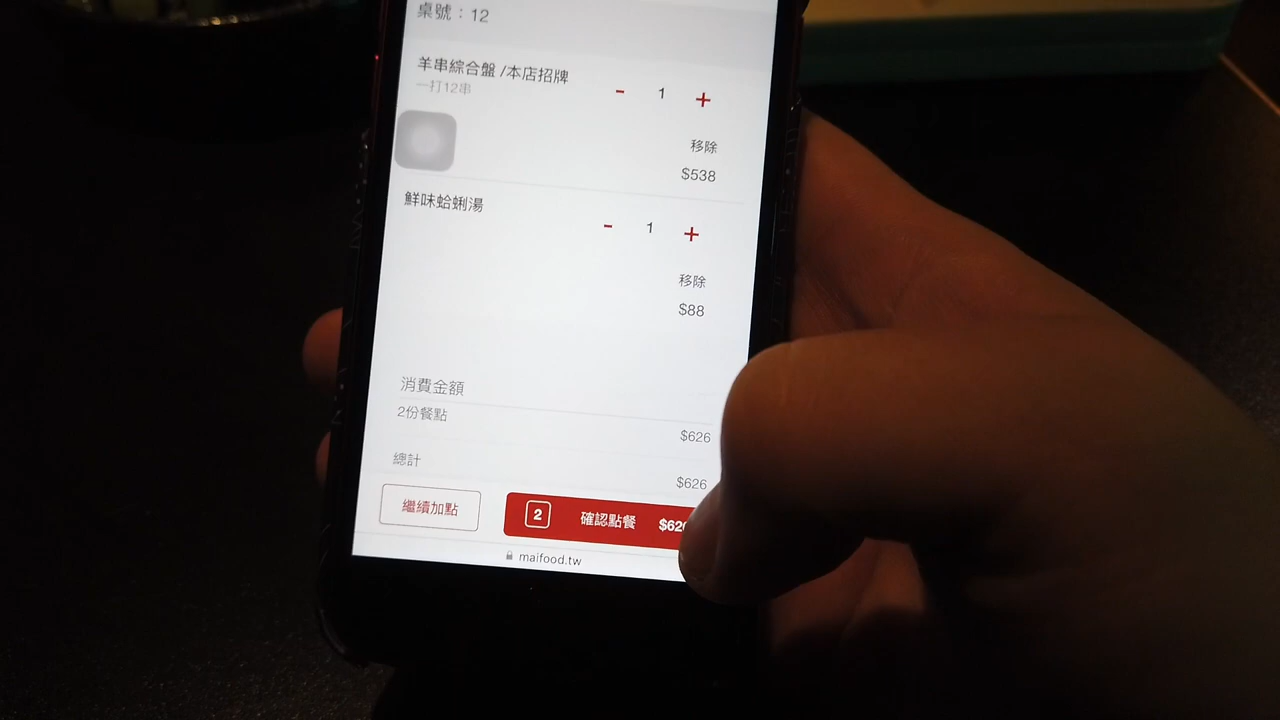 桌號：12
羊串綜合盤 /本店招牌
一打12串
- 1 +
移除
$538
鮮味蛤蜊湯
- 1 +
移除
$88
消費金額
2份餐點
$626
總計
$626
繼續加點
2 確認點餐
maifood.tw